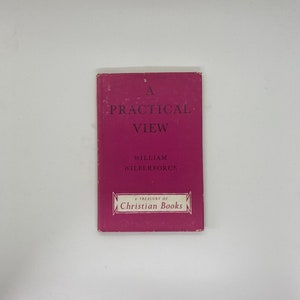 A
PRACTICAL
VIEW
WILLIAM
WILBERFORCE
A TREASURY OF
Christian Books